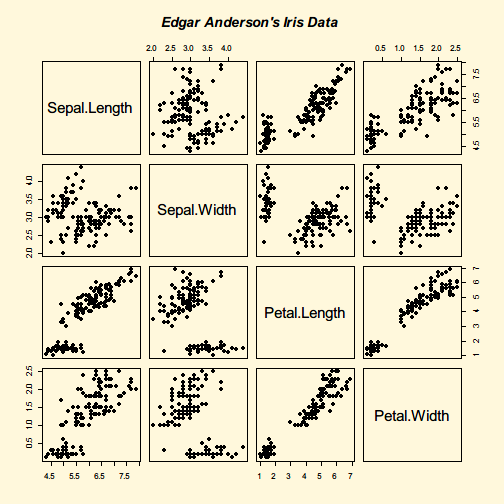 Edgar Anderson's Iris Data
2.0 3.0 4.0
0.5 1.0 1.5 2.0 2.5
Sepal.Length
4.5 5.5 6.5 7.5
2.0 2.5 3.0 3.5 4.0
Sepal.Width
Petal.Length
1 2 3 4 5 6 7
0.5 1.0 1.5 2.0 2.5
Petal.Width
4.5 5.5 6.5 7.5
1 2 3 4 5 6 7